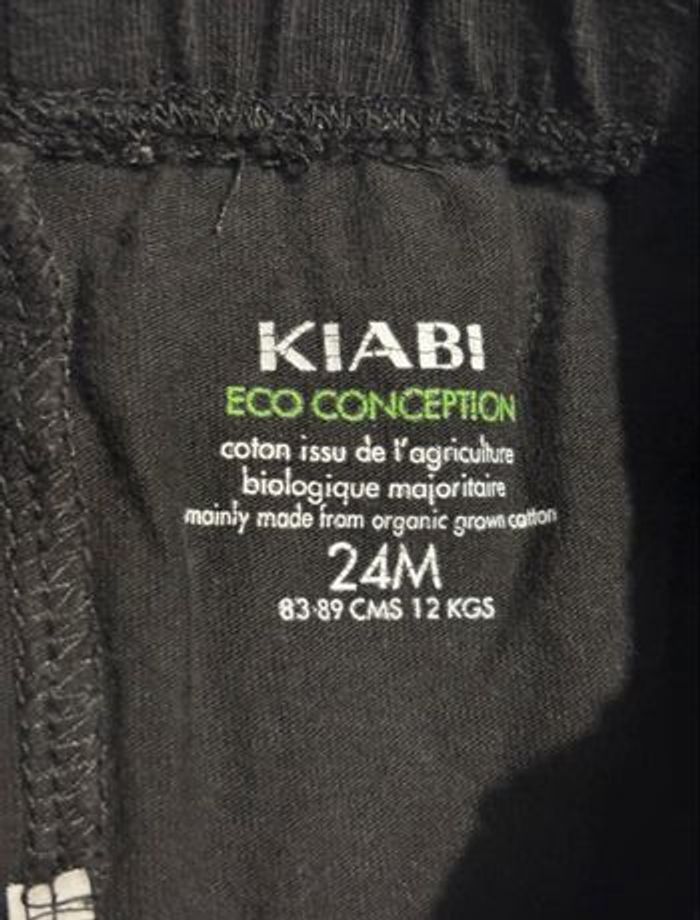 KIABI
ECO CONCEPTION
coton issu de l'agriculture
biologique majoritaire
mainly made from organic grown cotton
24M
83-89 CMS 12 KGS